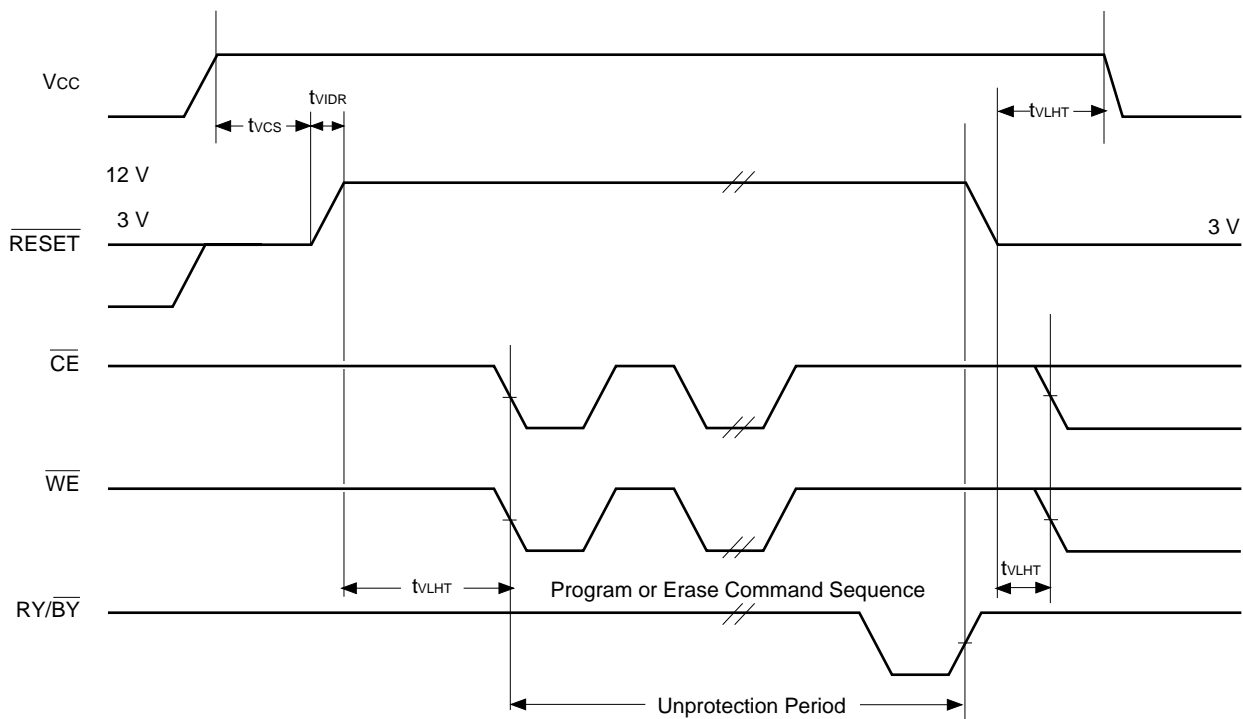 VCC
tVIDR
tVCS
tVLHT
12 V
3 V
RESET
3 V
CE
WE
tVLHT
Program or Erase Command Sequence
tVLHT
RY/BY
Unprotection Period